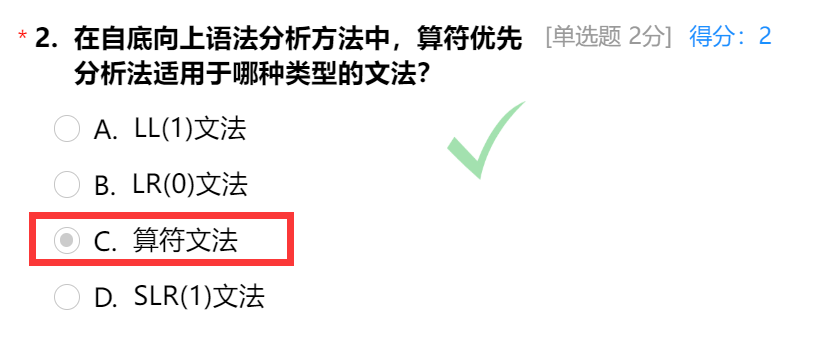 * 2. 在自底向上语法分析方法中，算符优先 [单选题 2分] 得分：2
分析法适用于哪种类型的文法？
A. LL(1)文法
B. LR(0)文法
C. 算符文法
D. SLR(1)文法